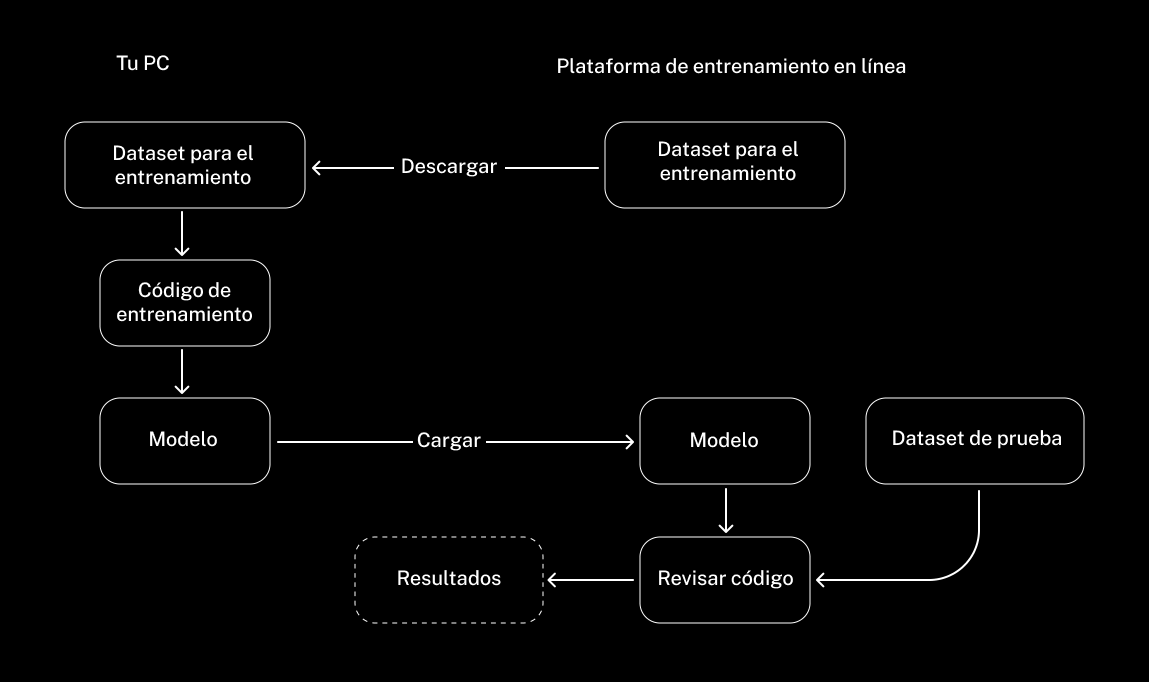 Tu PC
Plataforma de entrenamiento en línea
Dataset para el
entrenamiento
Descargar
Dataset para el
entrenamiento
Código de
entrenamiento
Modelo
Cargar
Modelo
Dataset de prueba
Resultados
Revisar código